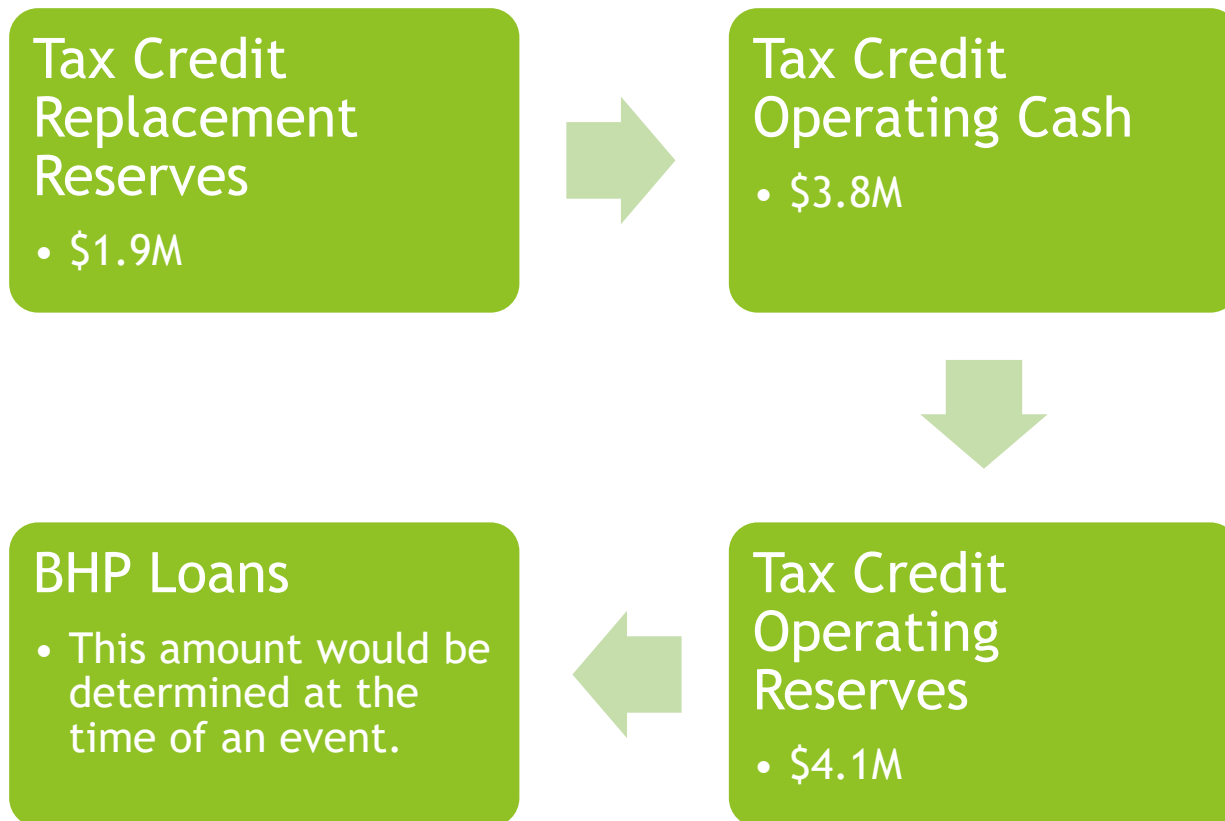 Tax Credit
Replacement
Reserves
• $1.9M
Tax Credit
Operating Cash
• $3.8M
Tax Credit
Operating
Reserves
• $4.1M
BHP Loans
• This amount would be
determined at the
time of an event.